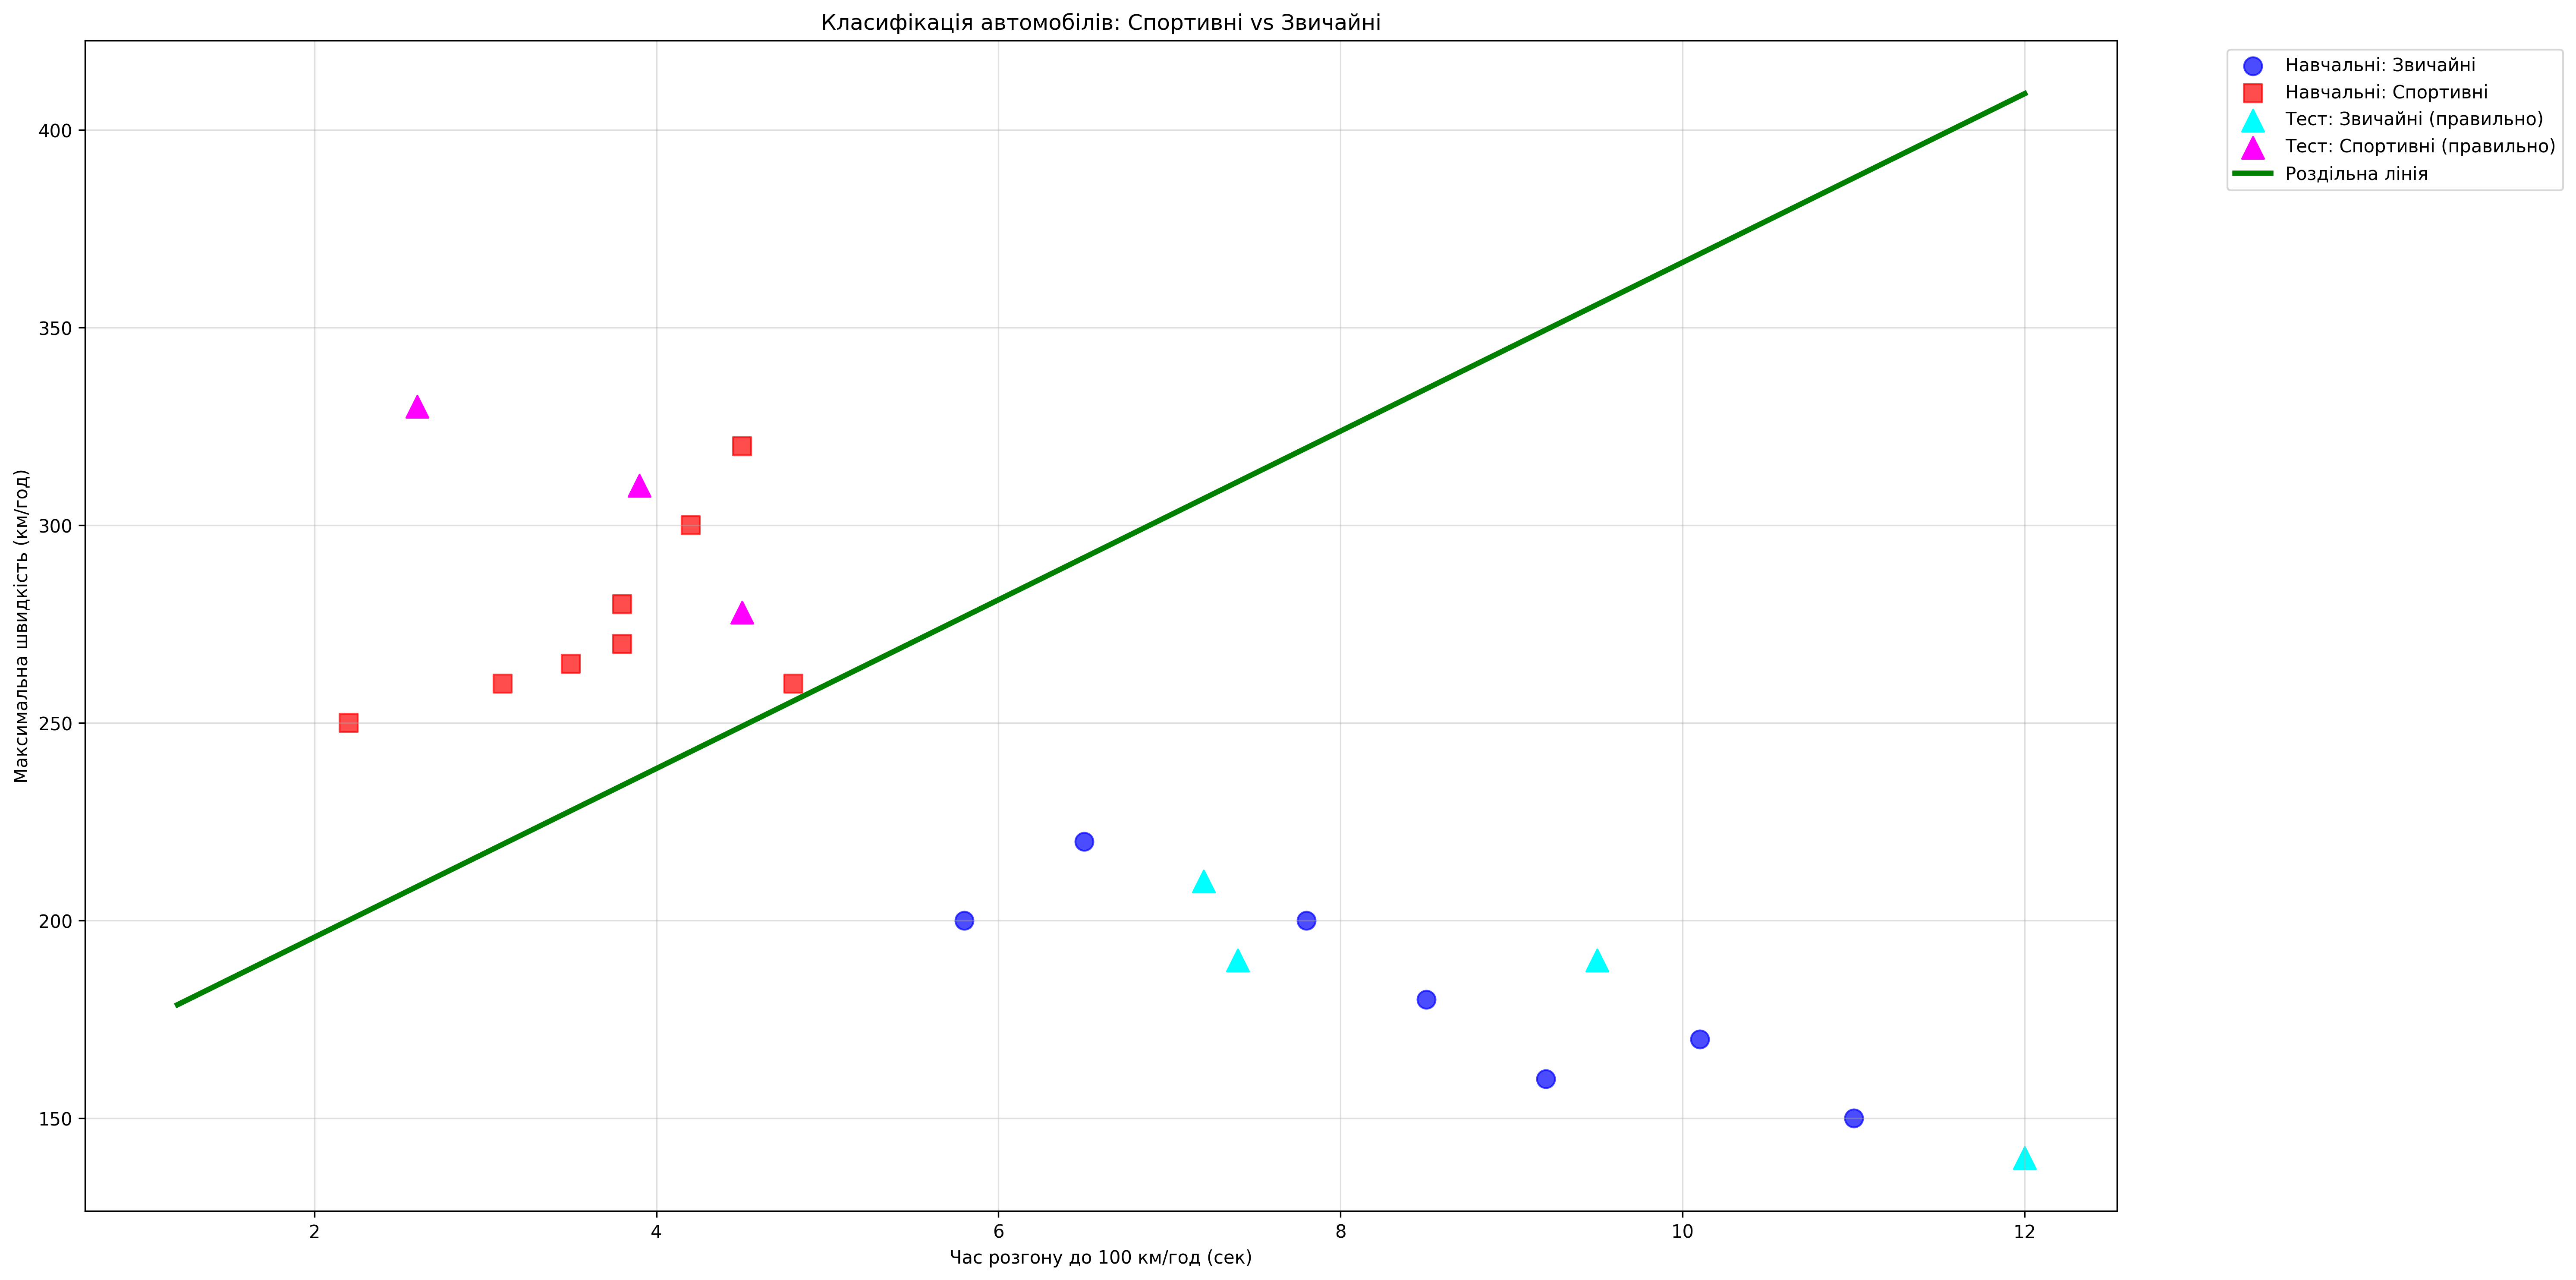 Класифікація автомобілів: Спортивні vs Звичайні
Навчальні: Звичайні
Навчальні: Спортивні
Тест: Звичайні (правильно)
Тест: Спортивні (правильно)
Роздільна лінія
Максимальна швидкість (км/год)
400
350
300
250
200
150
2 4 6 8 10 12
Час розгону до 100 км/год (сек)